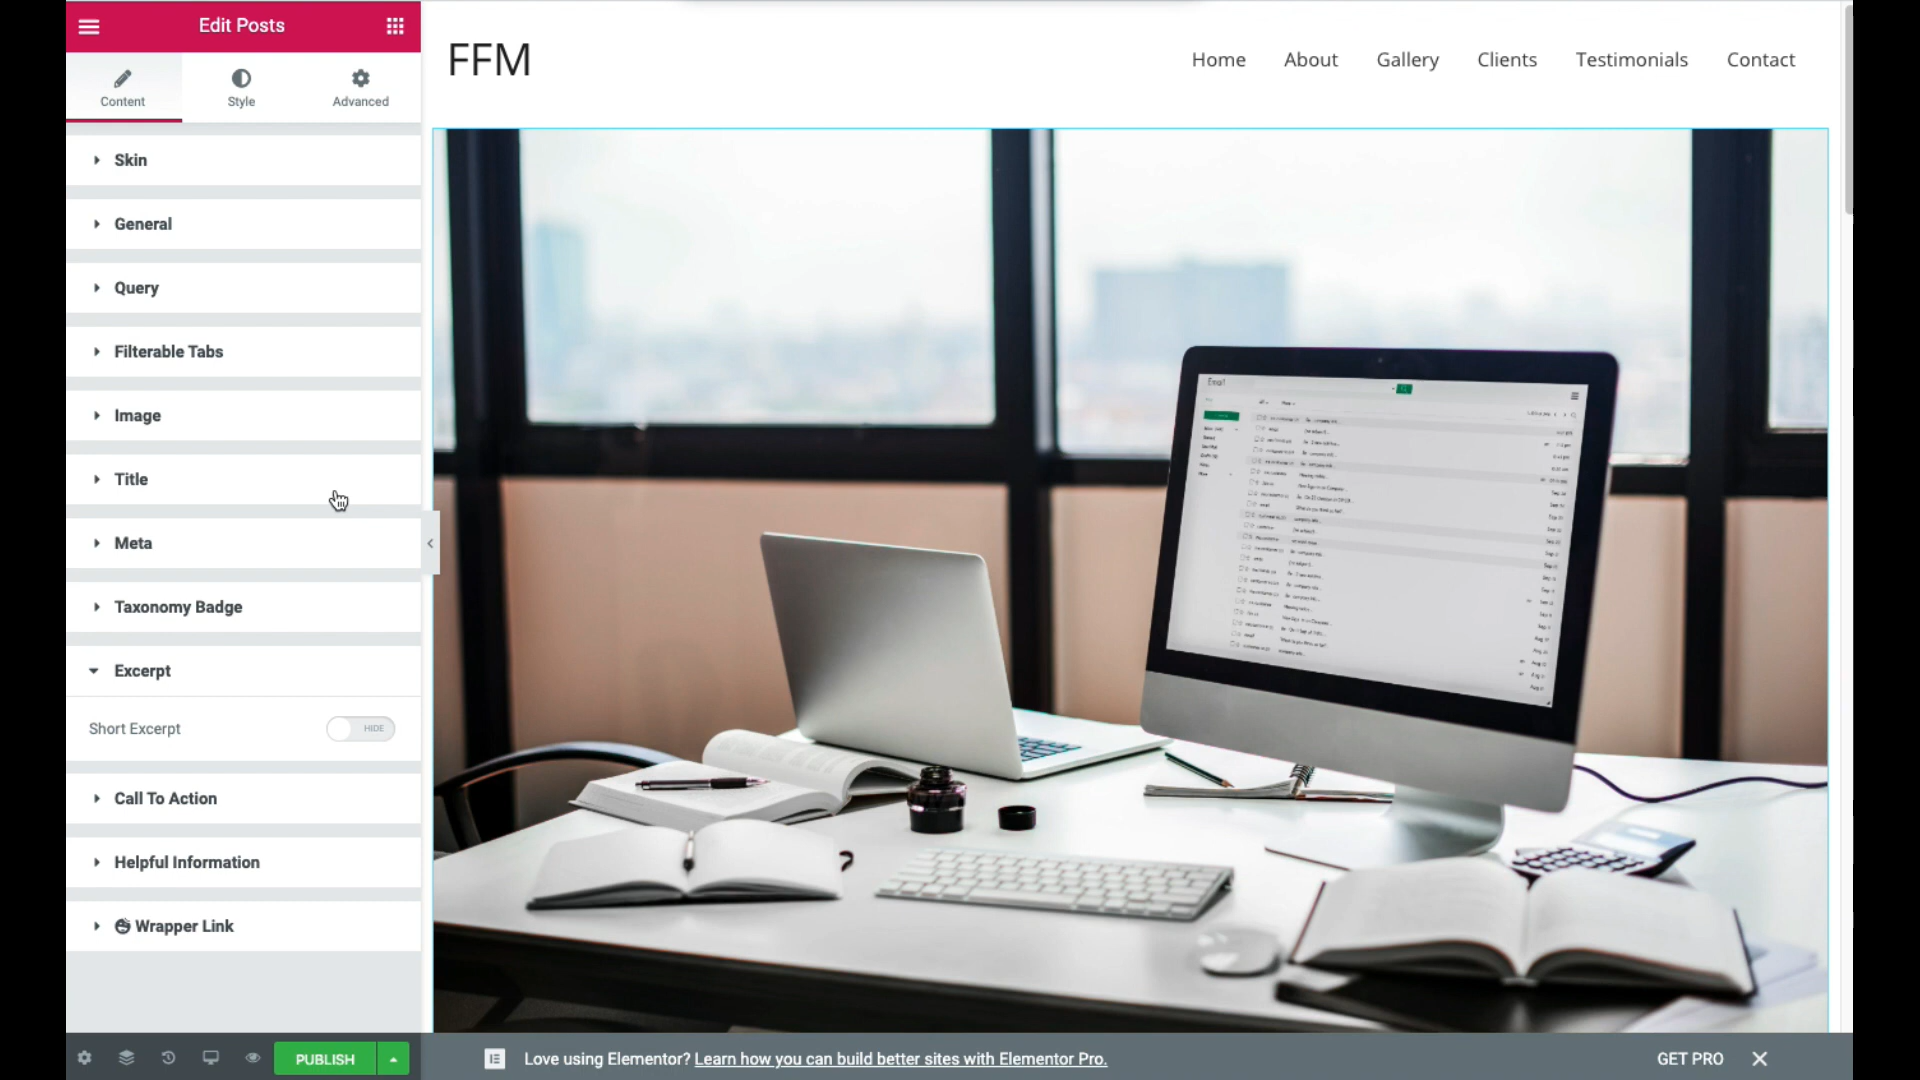 Edit Posts
Content
Style
Advanced
Skin
General
Query
Filterable Tabs
Image
Title
Meta
Taxonomy Badge
Excerpt
Short Excerpt
HIDE
Call To Action
Helpful Information
Wrapper Link
PUBLISH
FFM
Home About Gallery Clients Testimonials Contact
Email
Love using Elementor? Learn how you can build better sites with Elementor Pro.
GET PRO